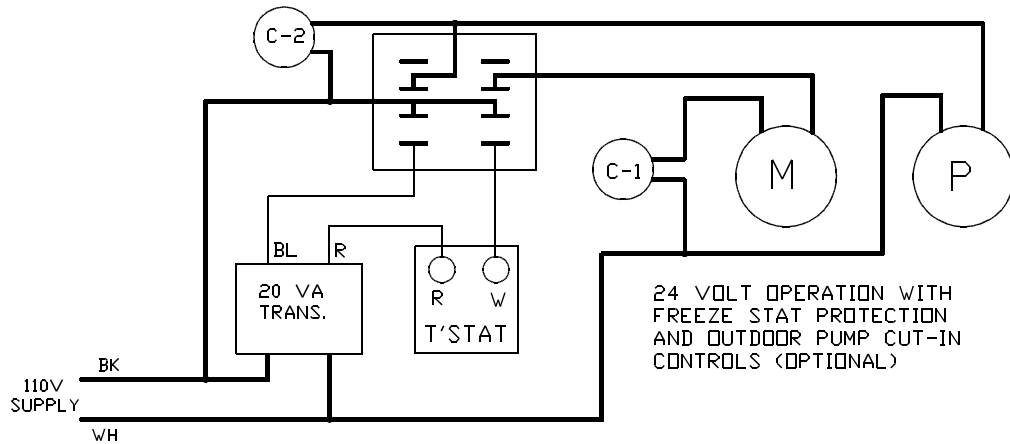 C-2
C-1
M
P
BL
R
20 VA
TRANS.
R
W
T'STAT
24 VOLT OPERATION WITH
FREEZE STAT PROTECTION
AND OUTDOOR PUMP CUT-IN
CONTROLS (OPTIONAL)
BK
110V
SUPPLY
WH